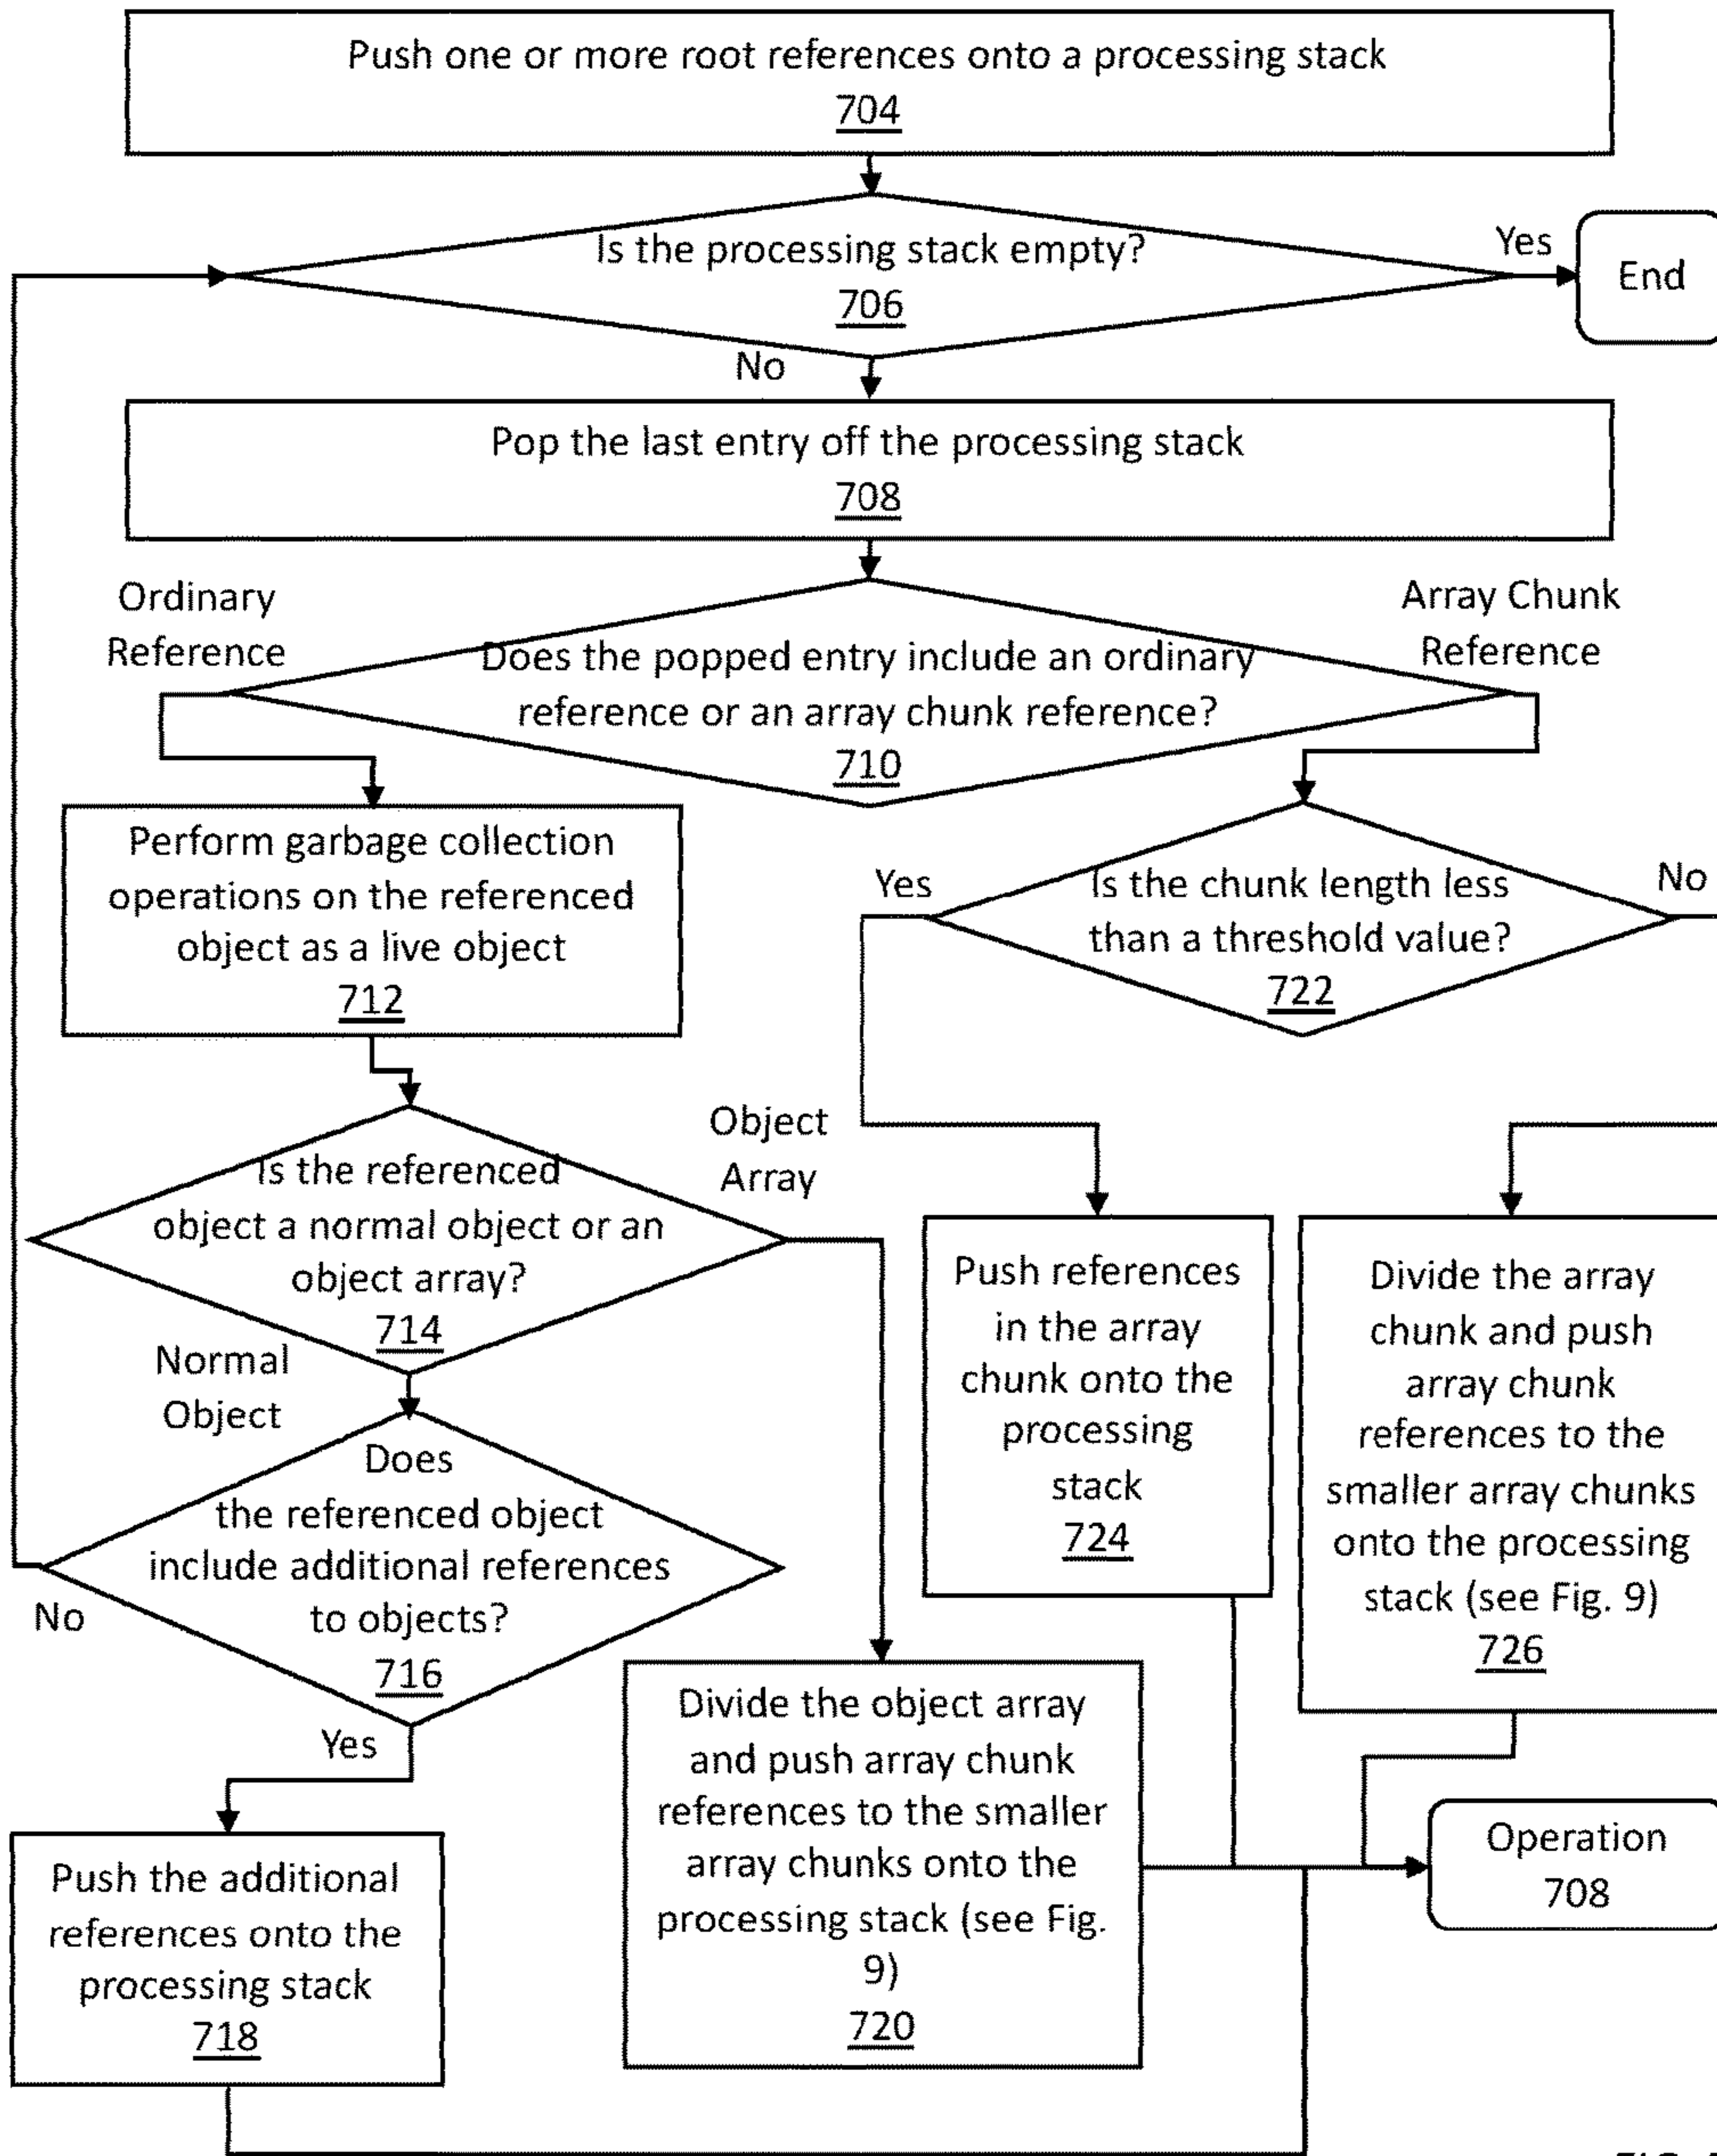 Push one or more root references onto a processing stack
704
Is the processing stack empty?
706
Yes
End
No
Pop the last entry off the processing stack
708
Ordinary
Reference
Array Chunk
Reference
Does the popped entry include an ordinary
reference or an array chunk reference?
710
Perform garbage collection
operations on the referenced
object as a live object
712
Yes
Is the chunk length less
than a threshold value?
722
No
Is the referenced
object a normal object or an
object array?
714
Object
Array
Normal
Object
Does
the referenced object
include additional references
to objects?
716
No
Yes
Push references
in the array
chunk onto the
processing
stack
724
Divide the array
chunk and push
array chunk
references to the
smaller array chunks
onto the processing
stack (see Fig. 9)
726
Push the additional
references onto the
processing stack
718
Divide the object array
and push array chunk
references to the smaller
array chunks onto the
processing stack (see Fig.
9)
720
Operation
708